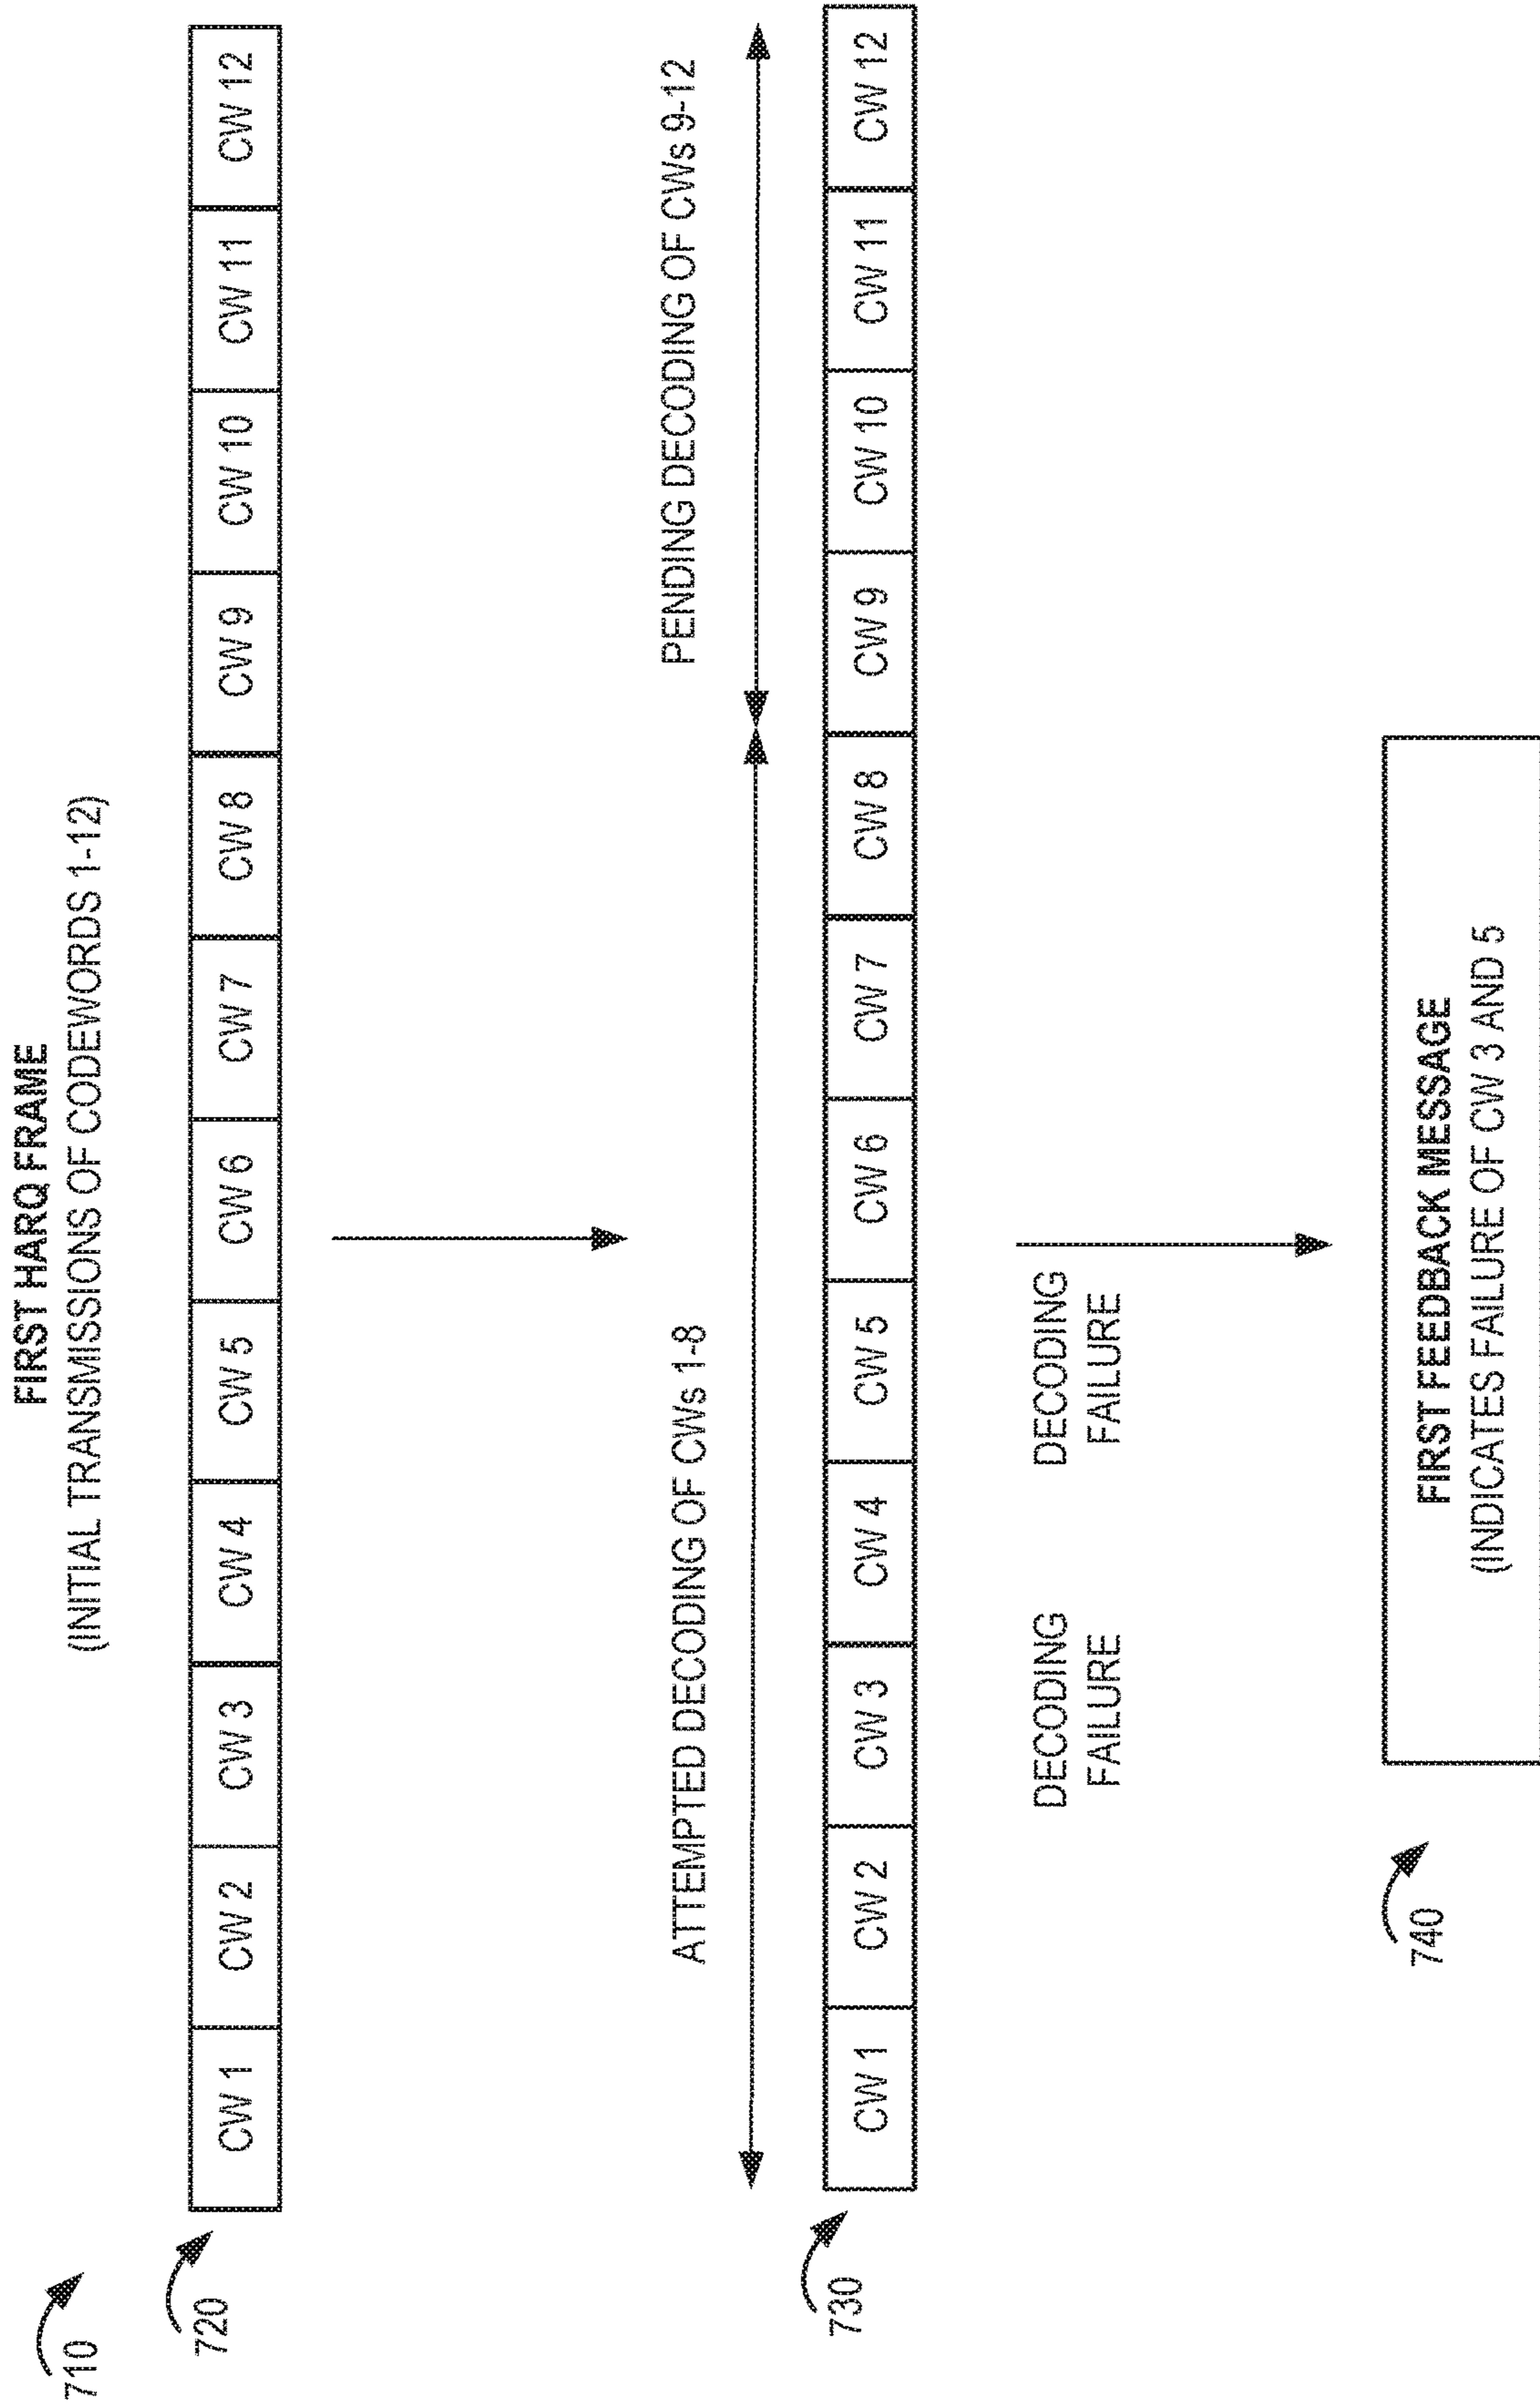 710
FIRST HARQ FRAME
(INITIAL TRANSMISSIONS OF CODEWORDS 1-12)
720
CW 1 CW 2 CW 3 CW 4 CW 5 CW 6 CW 7 CW 8 CW 9 CW 10 CW 11 CW 12
ATTEMPTED DECODING OF CWs 1-8
PENDING DECODING OF CWs 9-12
730
CW 1 CW 2 CW 3 CW 4 CW 5 CW 6 CW 7 CW 8 CW 9 CW 10 CW 11 CW 12
DECODING
FAILURE
DECODING
FAILURE
740
FIRST FEEDBACK MESSAGE
(INDICATES FAILURE OF CW 3 AND 5